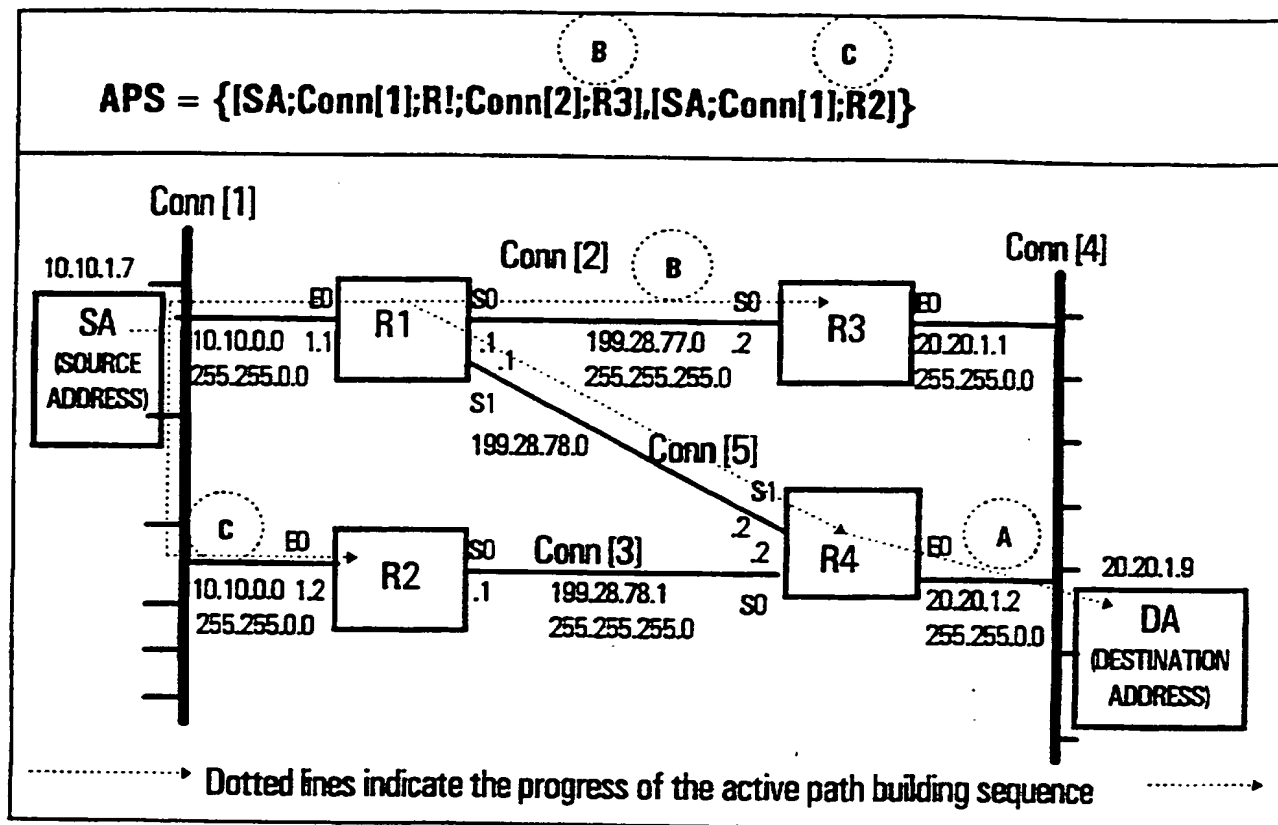 B
C
APS = {[SA;Conn[1];R!;Conn[2];R3],[SA;Conn[1];R2]}
Conn [1]
Conn [2]
B
Conn [4]
10.10.1.7
SA
(SOURCE
ADDRESS)
E0
R1
S0
S0
R3
E0
10.10.0.0 1.1
255.255.0.0
.1
.1
199.28.77.0 .2
255.255.255.0
20.20.1.1
255.255.0.0
S1
199.28.78.0
Conn [5]
S1
.2
.2
C
E0
R2
S0
Conn [3]
R4
E0
A
10.10.0.0 1.2
255.255.0.0
.1
199.28.78.1
255.255.255.0
S0
20.20.1.2
255.255.0.0
20.20.1.9
DA
(DESTINATION
ADDRESS)
Dotted lines indicate the progress of the active path building sequence